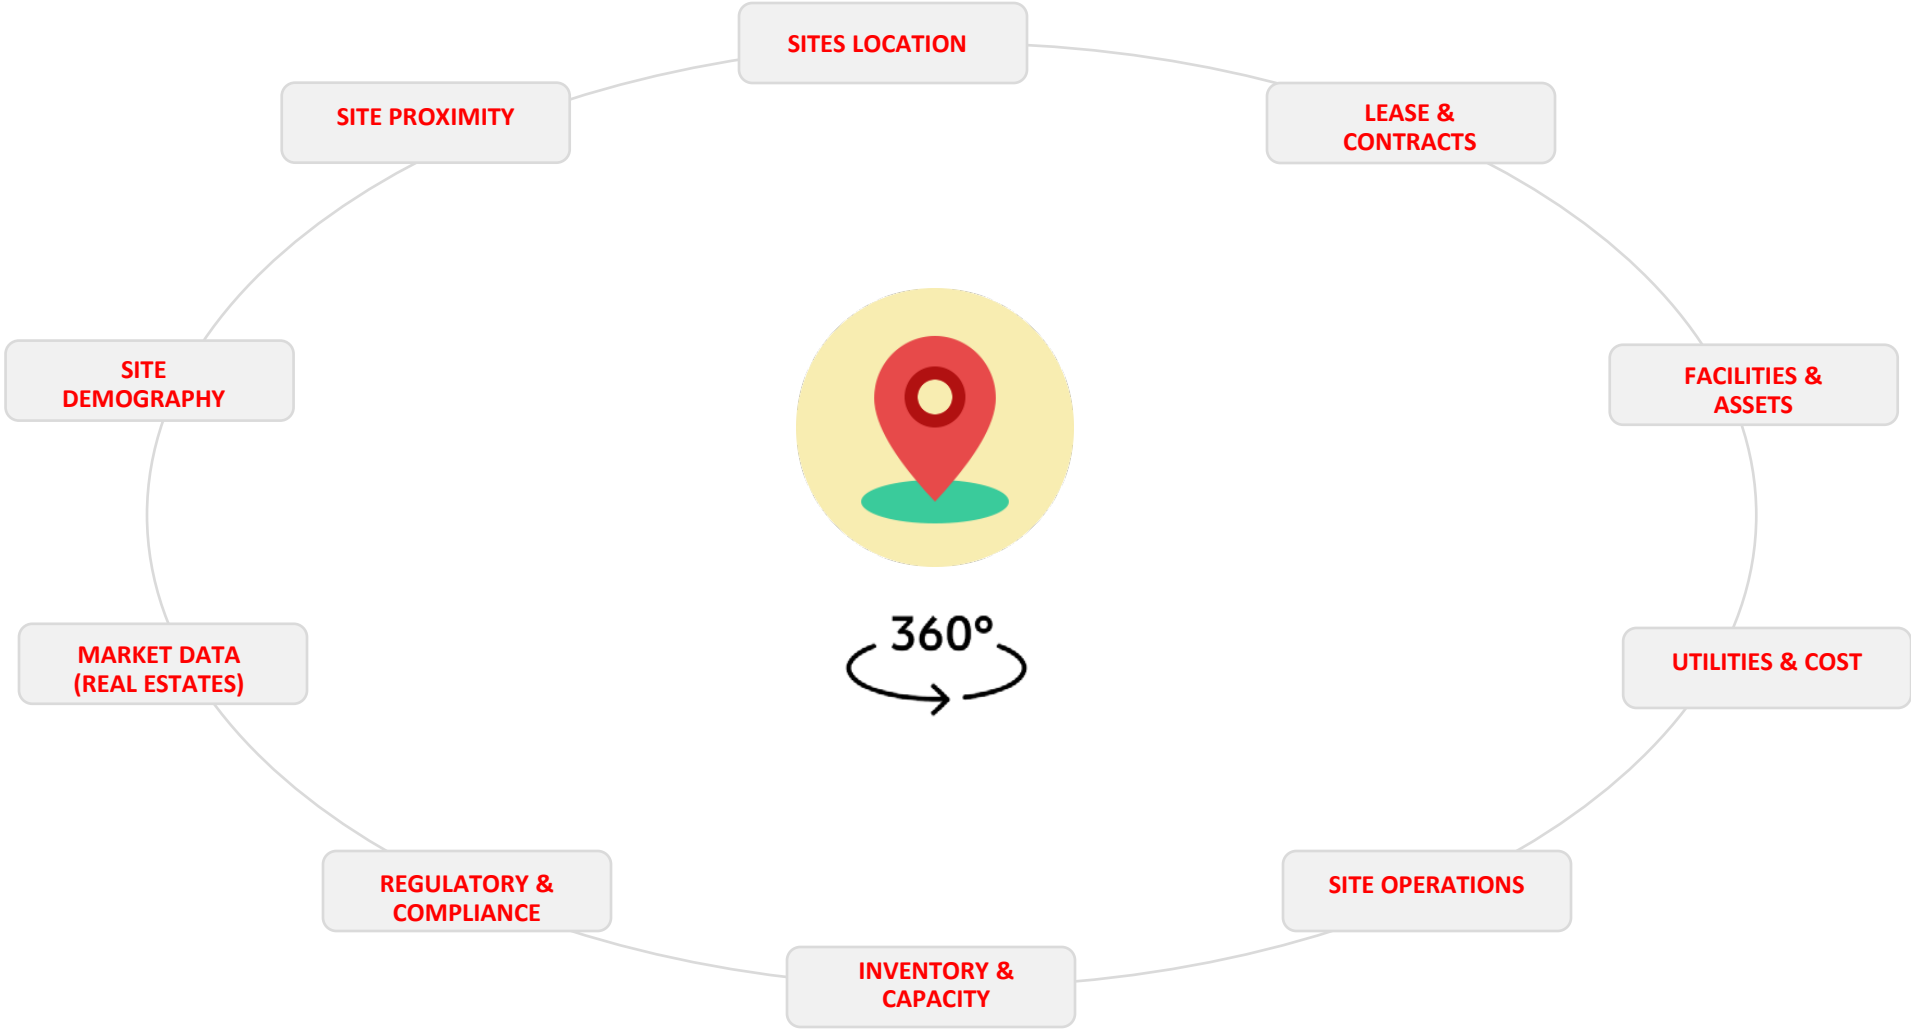 SITES LOCATION
SITE PROXIMITY
LEASE &
CONTRACTS
SITE
DEMOGRAPHY
FACILITIES &
ASSETS
360°
MARKET DATA
(REAL ESTATES)
UTILITIES & COST
REGULATORY &
COMPLIANCE
SITE OPERATIONS
INVENTORY &
CAPACITY